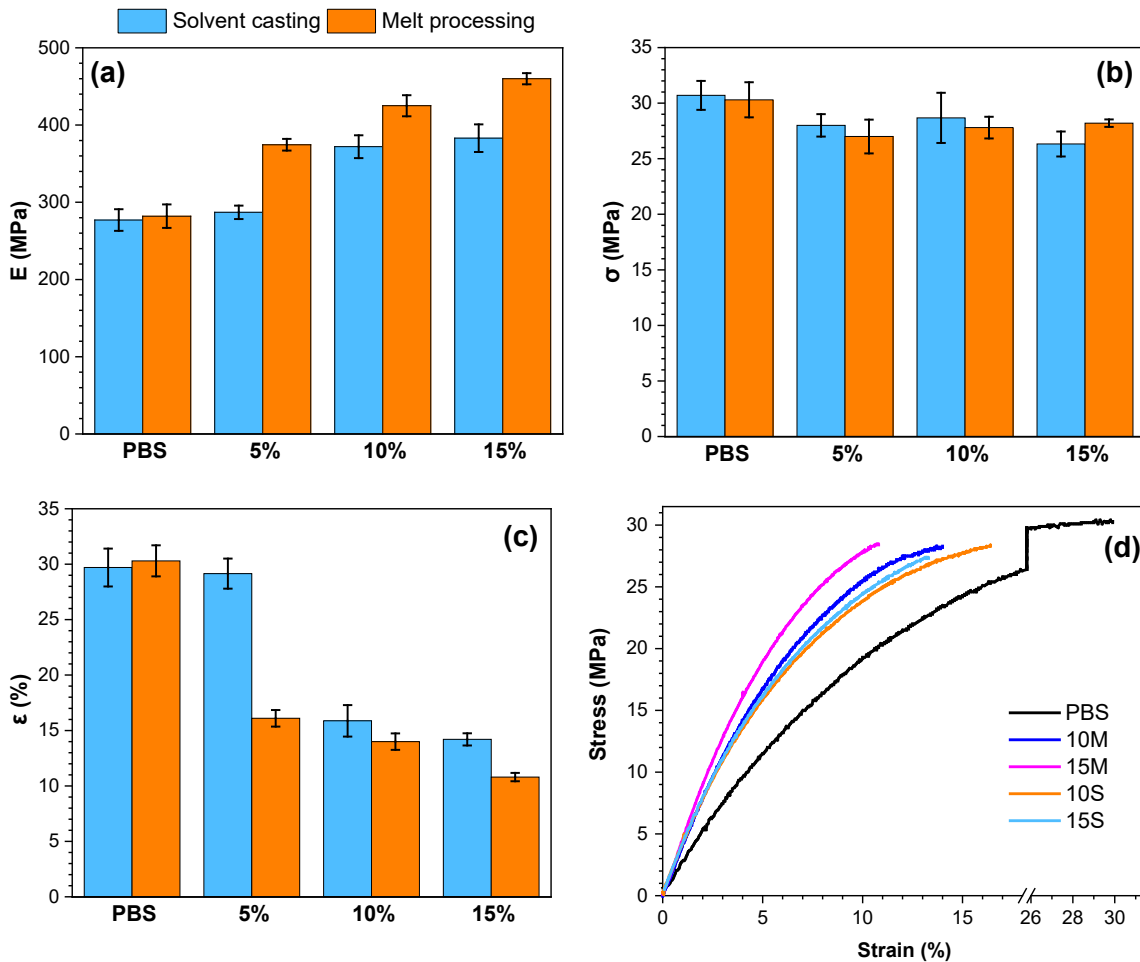 Solvent casting Melt processing
(a)
E (MPa)
500
400
300
200
100
0
PBS 5% 10% 15%
(b)
σ (MPa)
35
30
25
20
15
10
5
0
PBS 5% 10% 15%
(c)
ε (%)
35
30
25
20
15
10
5
0
PBS 5% 10% 15%
(d)
Stress (MPa)
30
25
20
15
10
5
0
PBS
10M
15M
10S
15S
0 5 10 15 26 28 30
Strain (%)